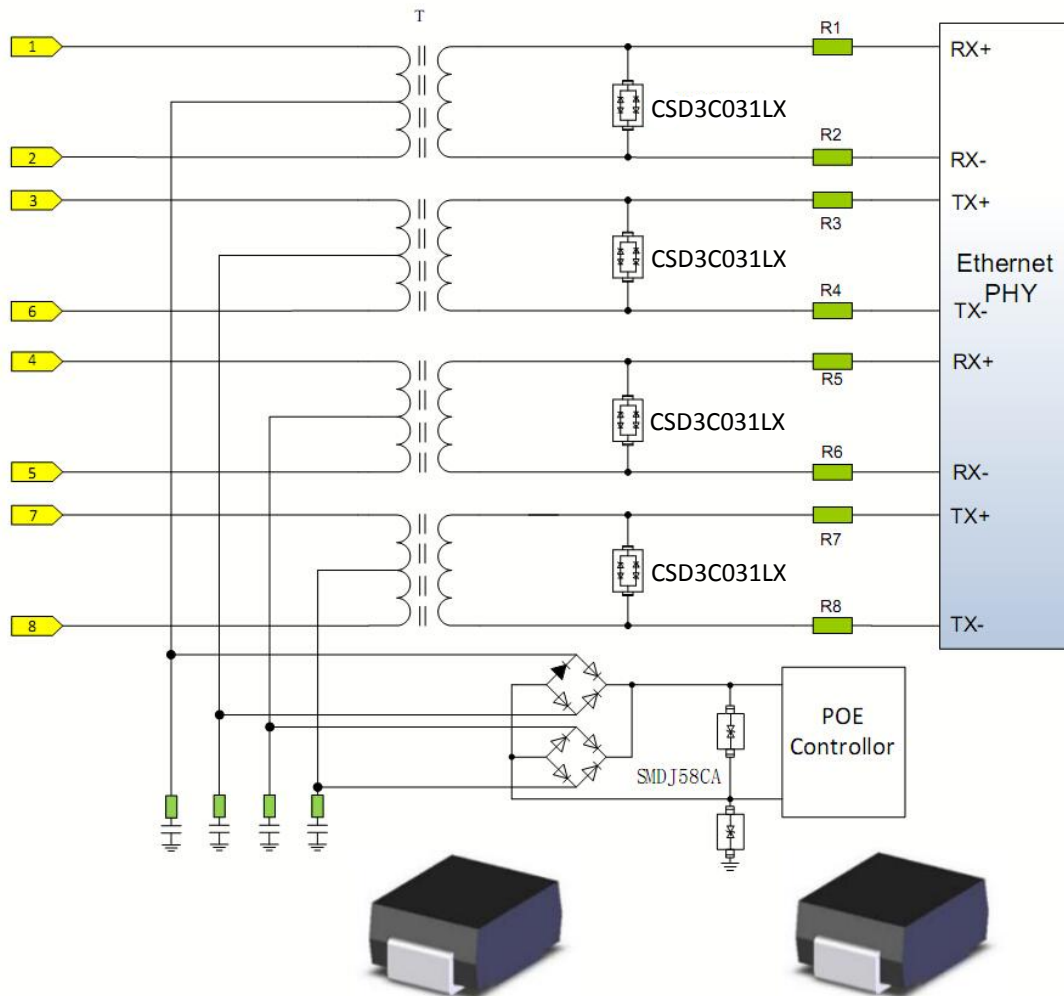 T
1
R1
RX+
CSD3C031LX
2
R2
RX-
3
R3
TX+
CSD3C031LX
Ethernet
PHY
6
R4
TX-
4
R5
RX+
CSD3C031LX
5
R6
RX-
7
R7
TX+
CSD3C031LX
8
R8
TX-
POE
Controllor
SMDJ58CA